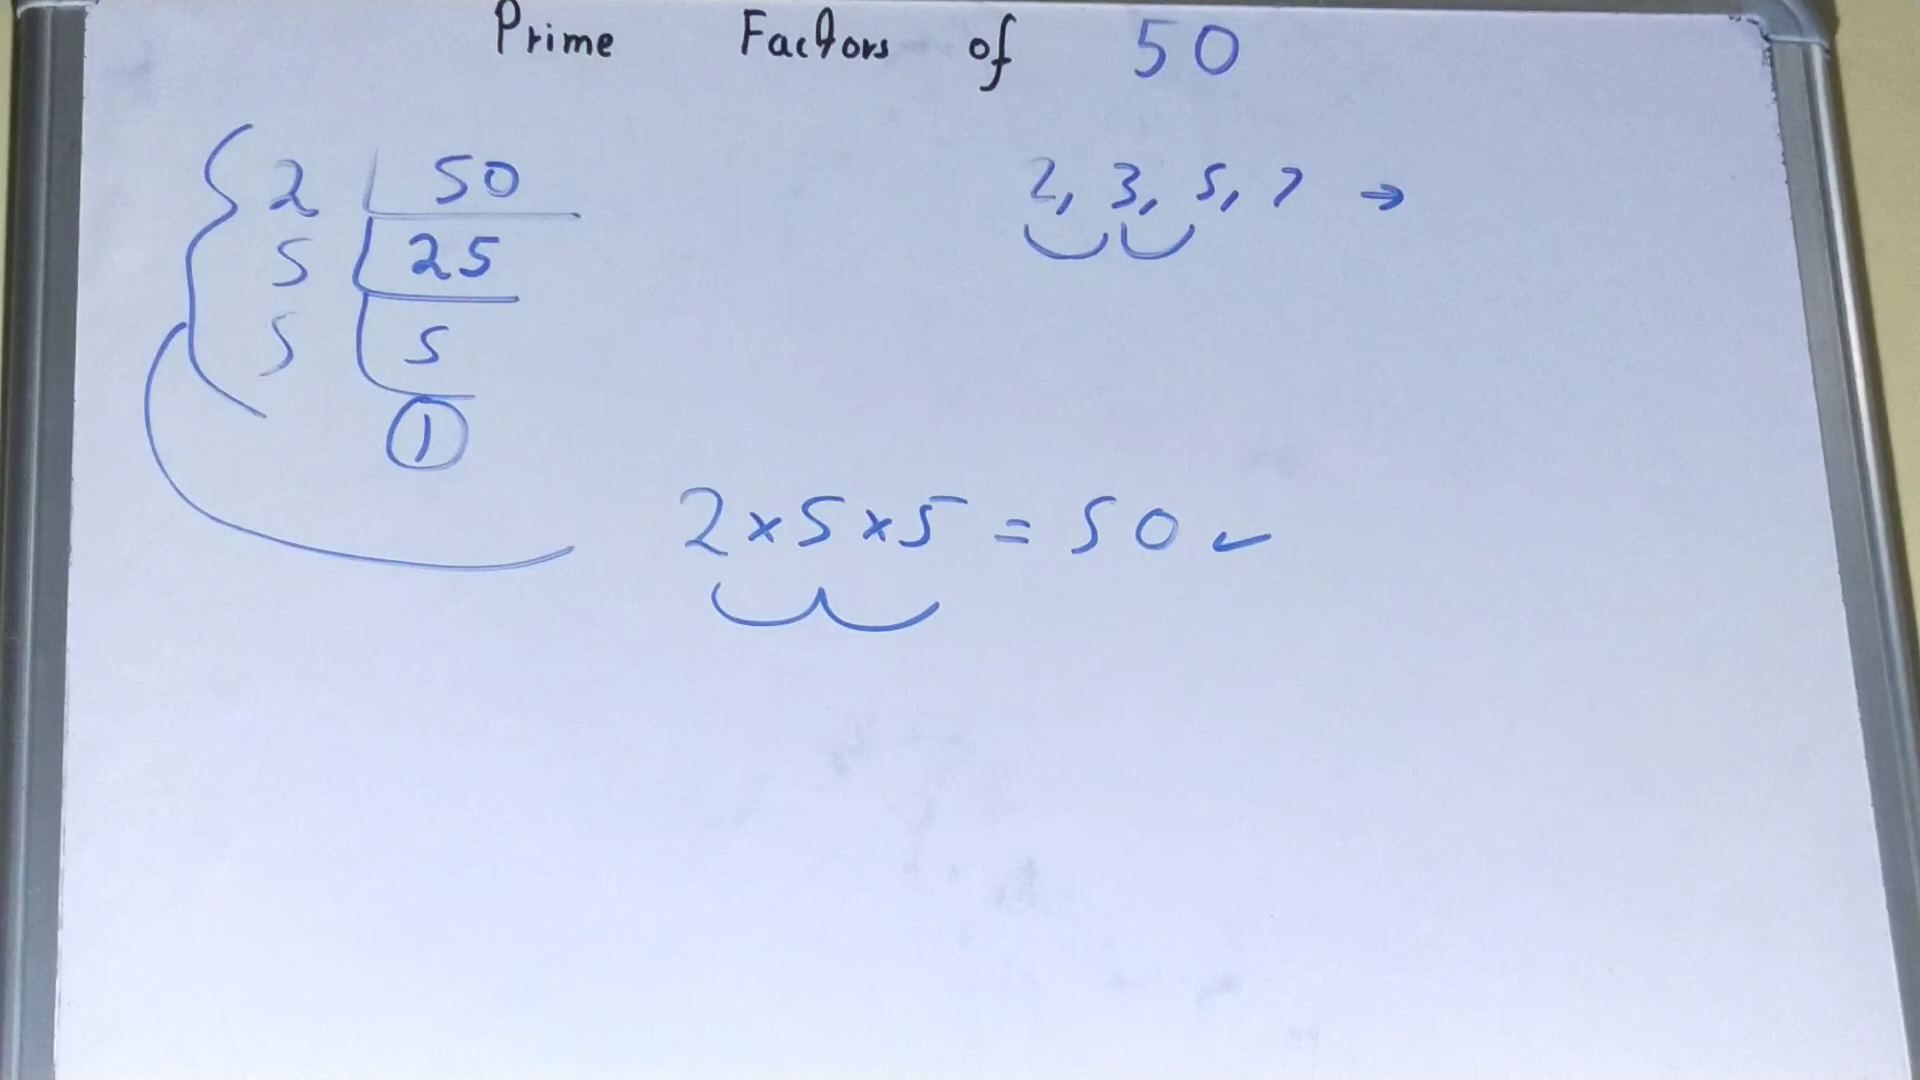 Prime Factors of 50
2 | 50
5 | 25
5 | 5
1
2, 3, 5, 7 →
2 x 5 x 5 = 50 ✓